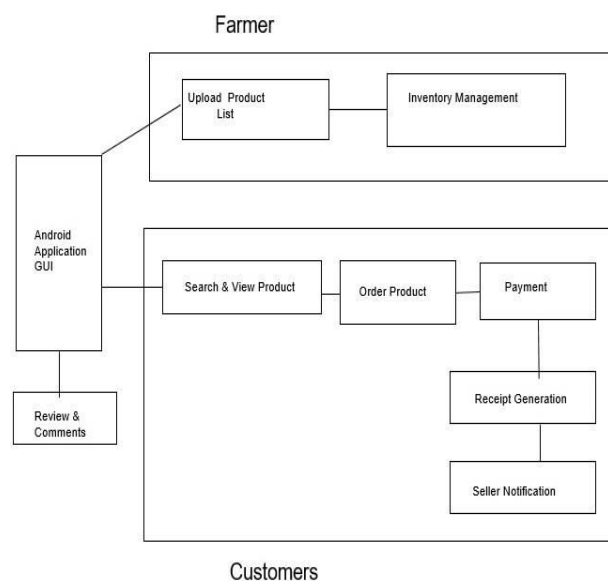 Farmer
Upload Product
List
Inventory Management
Android
Application
GUI
Search & View Product
Order Product
Payment
Review &
Comments
Receipt Generation
Seller Notification
Customers